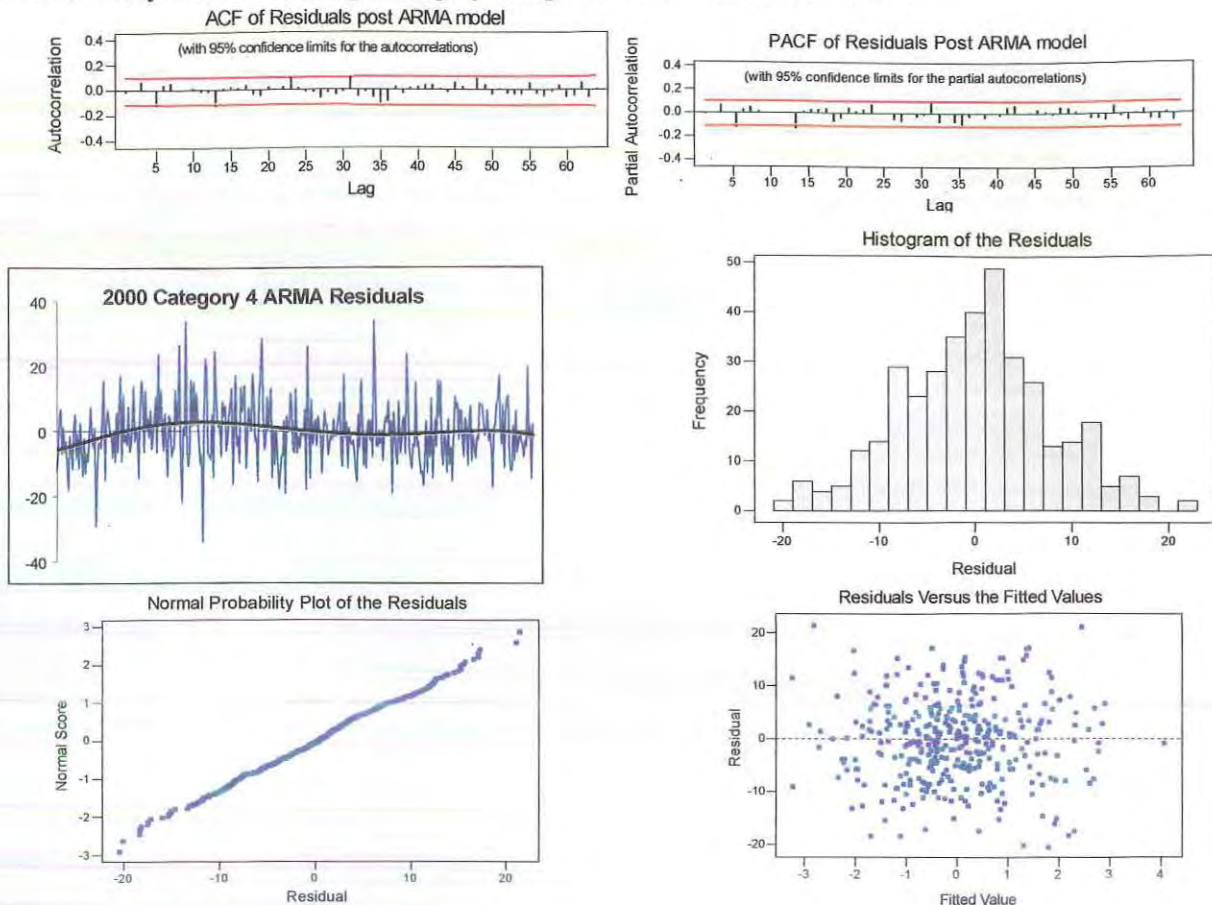 ACF of Residuals post ARMA model
(with 95% confidence limits for the autocorrelations)
Autocorrelation
0.4
0.2
0.0
-0.2
-0.4
5 10 15 20 25 30 35 40 45 50 55 60
Lag
PACF of Residuals Post ARMA model
(with 95% confidence limits for the partial autocorrelations)
Partial Autocorrelation
0.4
0.2
0.0
-0.2
-0.4
5 10 15 20 25 30 35 40 45 50 55 60
Lag
2000 Category 4 ARMA Residuals
40
20
0
-20
-40
Histogram of the Residuals
Frequency
50
40
30
20
10
0
-20 -10 0 10 20
Residual
Normal Probability Plot of the Residuals
Normal Score
3
2
1
0
-1
-2
-3
-20 -10 0 10 20
Residual
Residuals Versus the Fitted Values
Residual
20
10
0
-10
-20
-3 -2 -1 0 1 2 3 4
Fitted Value